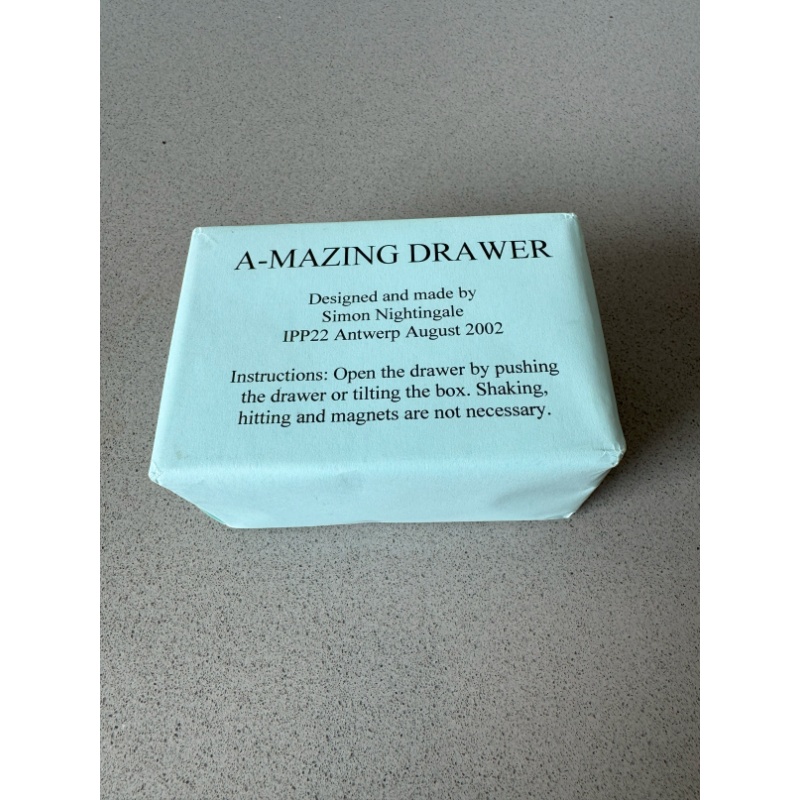 A-MAZING DRAWER
Designed and made by
Simon Nightingale
IPP22 Antwerp August 2002
Instructions: Open the drawer by pushing
the drawer or tilting the box. Shaking,
hitting and magnets are not necessary.